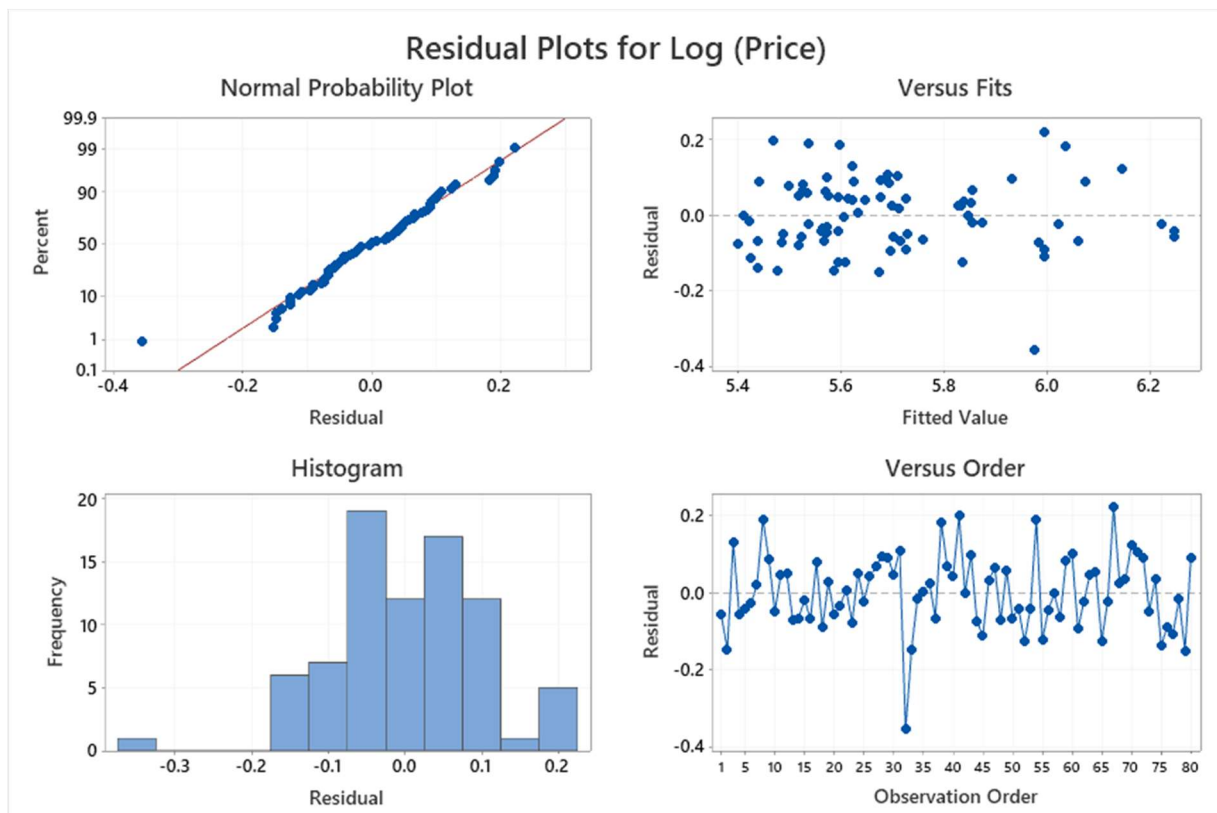 Residual Plots for Log (Price)
Normal Probability Plot
99.9
99
90
50
10
1
0.1
Percent
-0.4 -0.2 0.0 0.2
Residual
Versus Fits
0.2
0.0
-0.2
-0.4
Residual
5.4 5.6 5.8 6.0 6.2
Fitted Value
Histogram
20
15
10
5
0
Frequency
-0.3 -0.2 -0.1 0.0 0.1 0.2
Residual
Versus Order
0.2
0.0
-0.2
-0.4
Residual
1 5 10 15 20 25 30 35 40 45 50 55 60 65 70 75 80
Observation Order